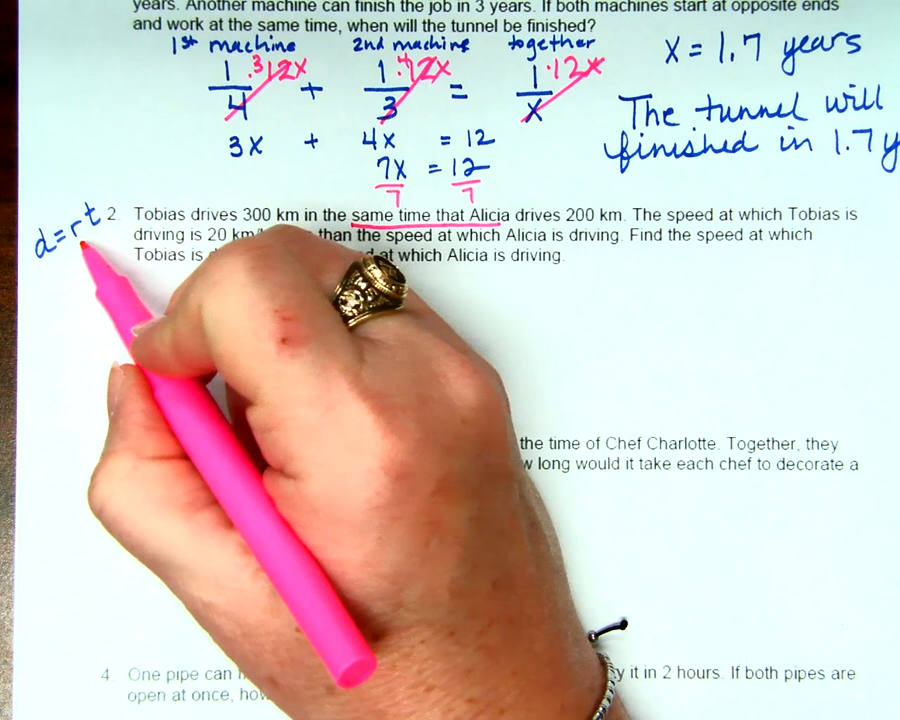 years. Another machine can finish the job in 3 years. If both machines start at opposite ends
and work at the same time, when will the tunnel be finished?
1st machine 2nd machine together
1/4 · 3 12x + 1/3 · 4 12x = 1/x · 12x
x = 1.7 years
3x + 4x = 12
The tunnel will
finished in 1.7 y
7x = 12
7 7
d = rt
2. Tobias drives 300 km in the same time that Alicia drives 200 km. The speed at which Tobias is
driving is 20 km/ than the speed at which Alicia is driving. Find the speed at which
Tobias is at which Alicia is driving.
the time of Chef Charlotte. Together, they
long would it take each chef to decorate a
4. One pipe can it in 2 hours. If both pipes are
open at once,